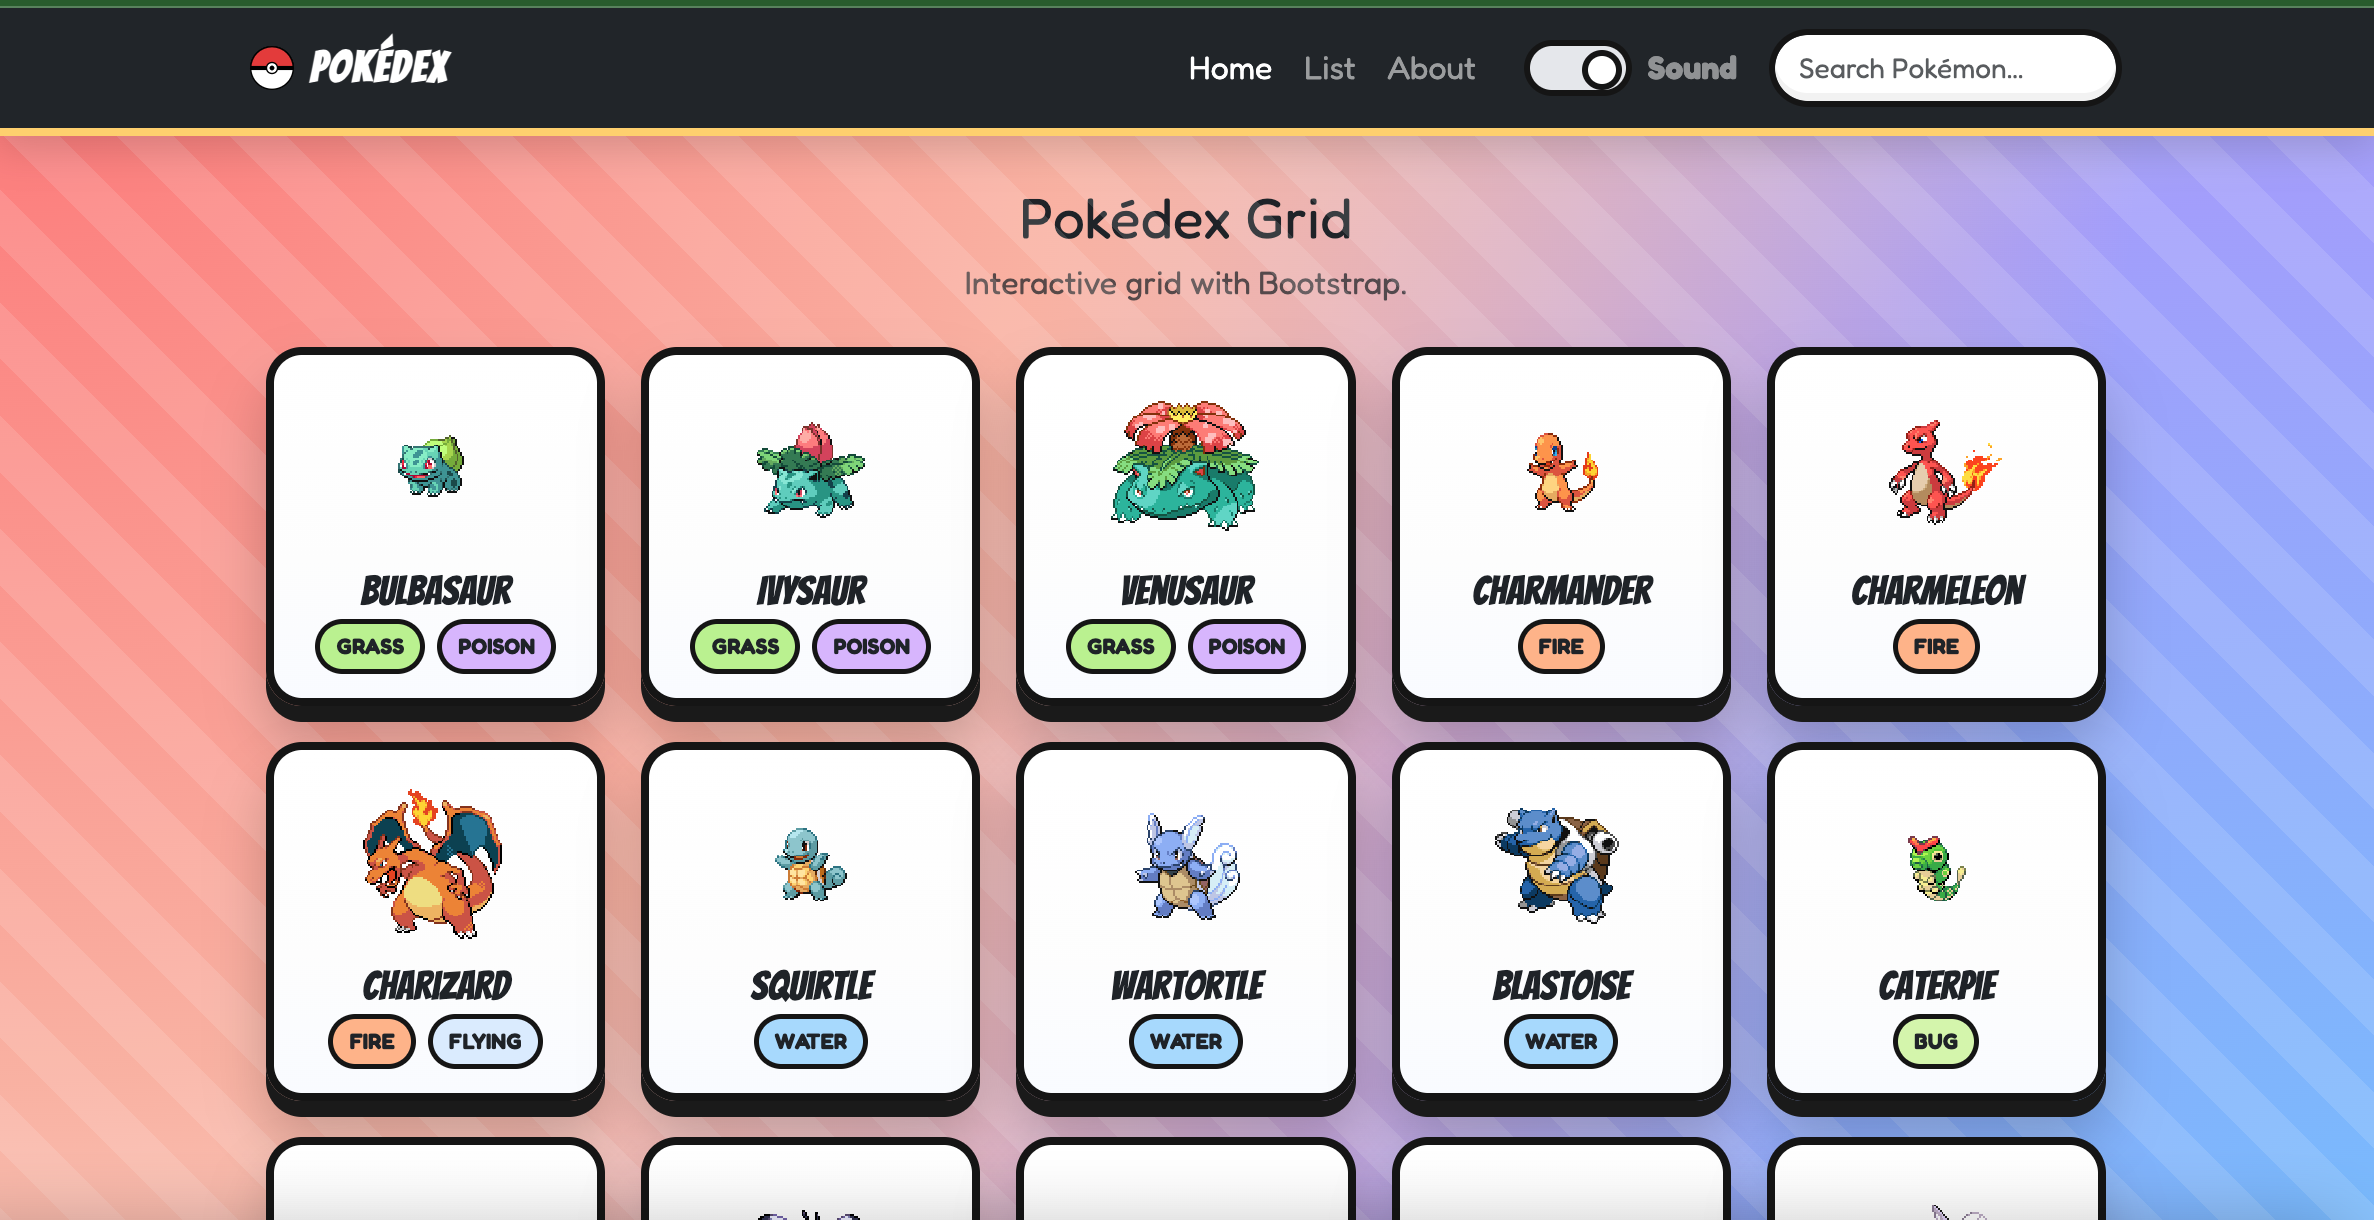 POKÉDEX
Home List About Sound Search Pokémon...
Pokédex Grid
Interactive grid with Bootstrap.
BULBASAUR IVYSAUR VENUSAUR CHARMANDER CHARMELEON
GRASS POISON GRASS POISON GRASS POISON FIRE FIRE
CHARIZARD SQUIRTLE WARTORTLE BLASTOISE CATERPIE
FIRE FLYING WATER WATER WATER BUG